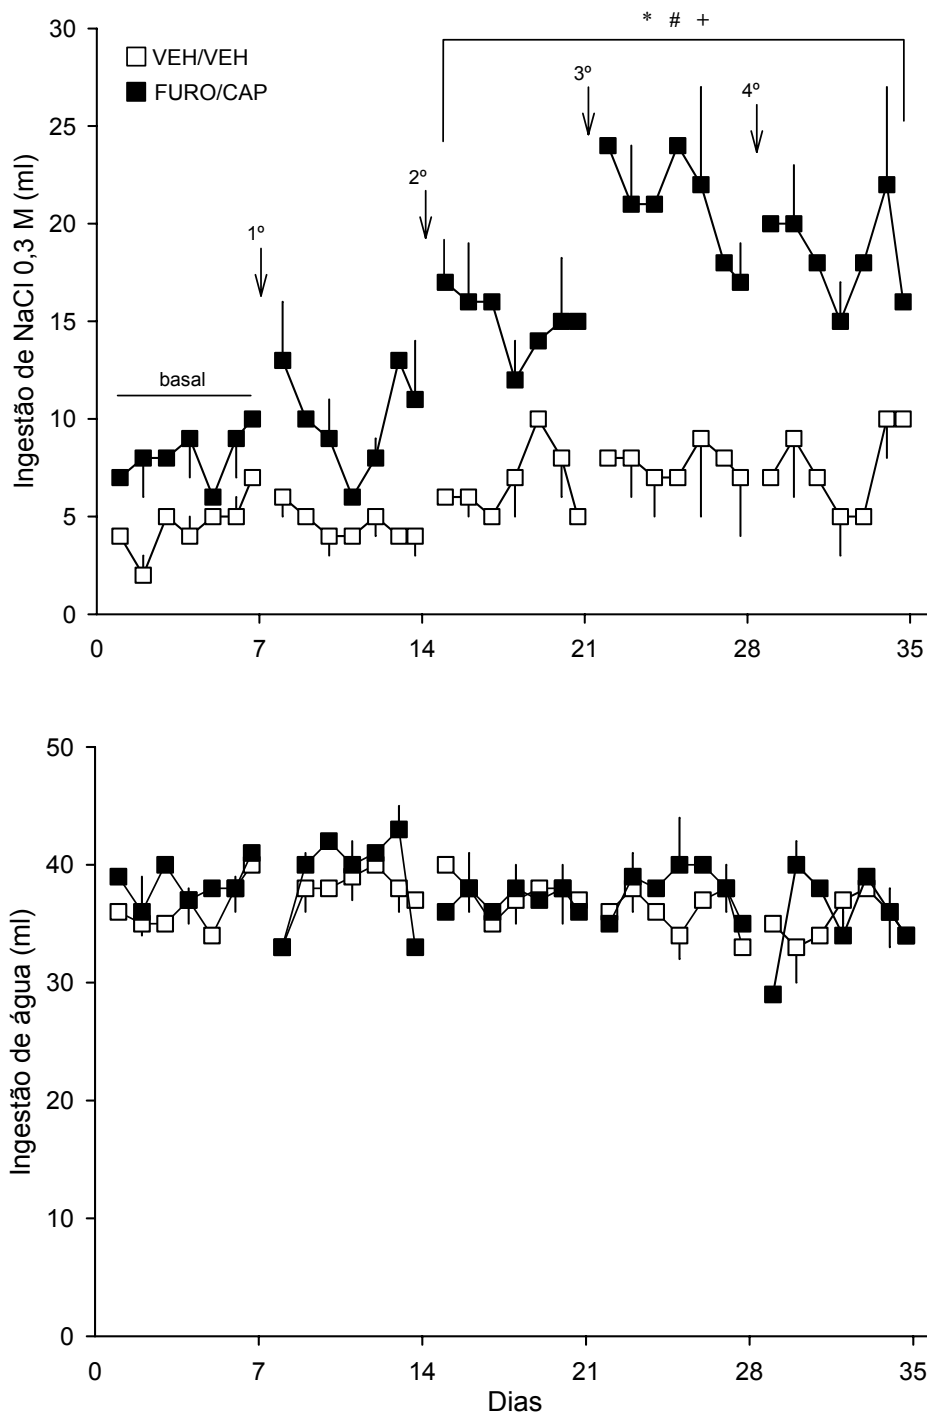 * # +
30
VEH/VEH
FURO/CAP
3º
4º
25
2º
20
1º
15
basal
10
5
0
Ingestão de NaCl 0,3 M (ml)
0 7 14 21 28 35
50
40
30
20
10
0
Ingestão de água (ml)
0 7 14 21 28 35
Dias